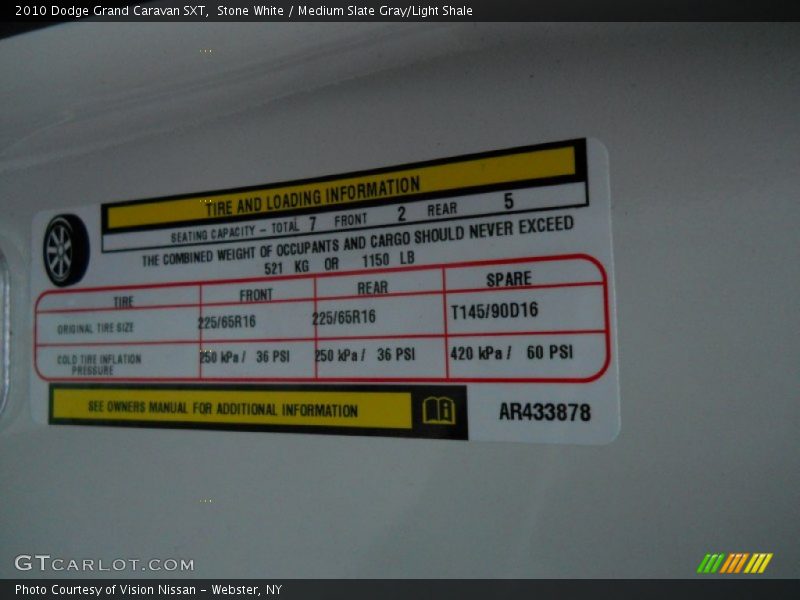 2010 Dodge Grand Caravan SXT,  Stone White / Medium Slate Gray/Light Shale
TIRE AND LOADING INFORMATION
SEATING CAPACITY - TOTAL 7 FRONT 2 REAR 5
THE COMBINED WEIGHT OF OCCUPANTS AND CARGO SHOULD NEVER EXCEED
521 KG OR 1150 LB
TIRE FRONT REAR SPARE
ORIGINAL TIRE SIZE 225/65R16 225/65R16 T145/90D16
COLD TIRE INFLATION PRESSURE 250 kPa / 36 PSI 250 kPa / 36 PSI 420 kPa / 60 PSI
SEE OWNERS MANUAL FOR ADDITIONAL INFORMATION
AR433878
GTCARLOT.COM
Photo Courtesy of Vision Nissan - Webster, NY